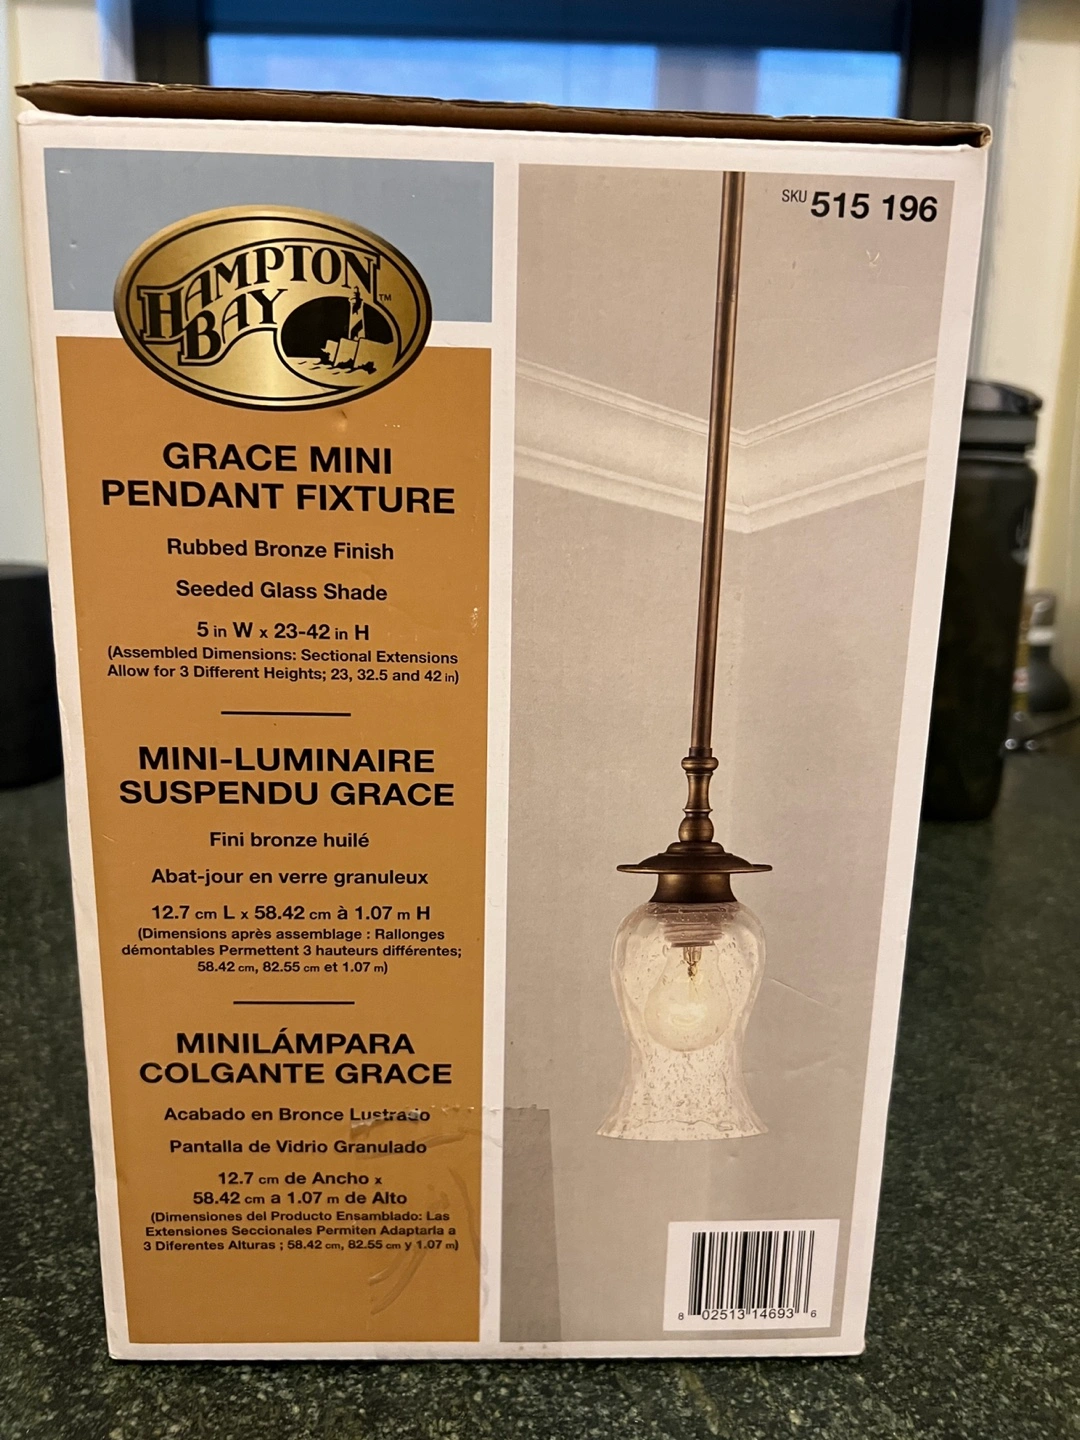 HAMPTON
BAY™
SKU 515 196
GRACE MINI
PENDANT FIXTURE
Rubbed Bronze Finish
Seeded Glass Shade
5 in W x 23-42 in H
(Assembled Dimensions: Sectional Extensions
Allow for 3 Different Heights; 23, 32.5 and 42 in)
MINI-LUMINAIRE
SUSPENDU GRACE
Fini bronze huilé
Abat-jour en verre granuleux
12.7 cm L x 58.42 cm à 1.07 m H
(Dimensions après assemblage : Rallonges
démontables Permettent 3 hauteurs différentes;
58.42 cm, 82.55 cm et 1.07 m)
MINILÁMPARA
COLGANTE GRACE
Acabado en Bronce Lustrado
Pantalla de Vidrio Granulado
12.7 cm de Ancho x
58.42 cm a 1.07 m de Alto
(Dimensiones del Producto Ensamblado: Las
Extensiones Seccionales Permiten Adaptarla a
3 Diferentes Alturas ; 58.42 cm, 82.55 cm y 1.07 m)
8 02513 14693 6